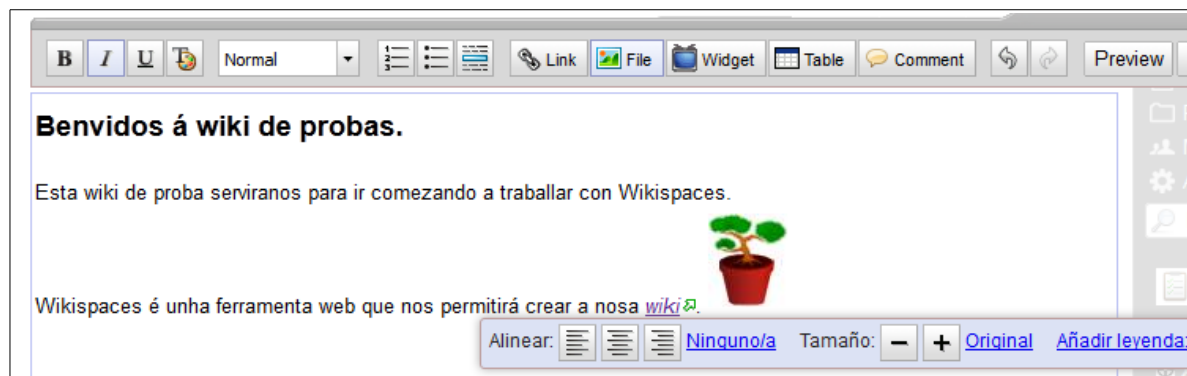 B I U T Normal Link File Widget Table Comment Preview
Benvidos á wiki de probas.
Esta wiki de proba serviranos para ir comezando a traballar con Wikispaces.
Wikispaces é unha ferramenta web que nos permitirá crear a nosa wiki.
Alinear: Ninguno/a Tamaño: Original Añadir leyenda: